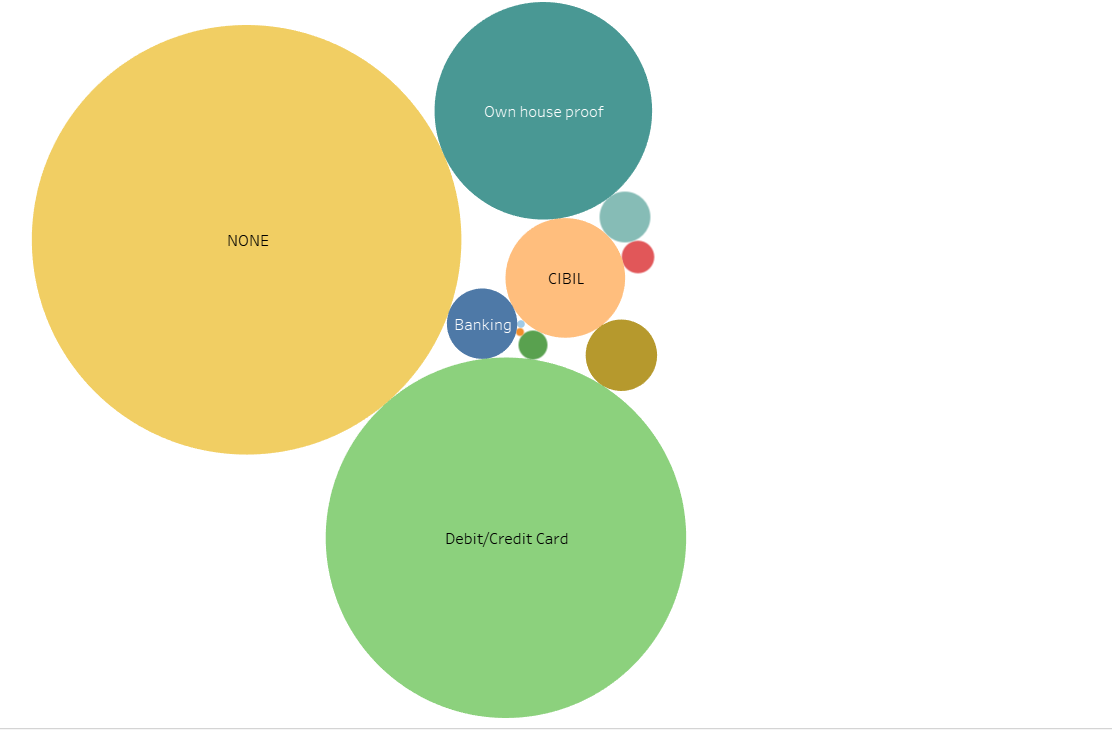 Own house proof
NONE
CIBIL
Banking
Debit/Credit Card